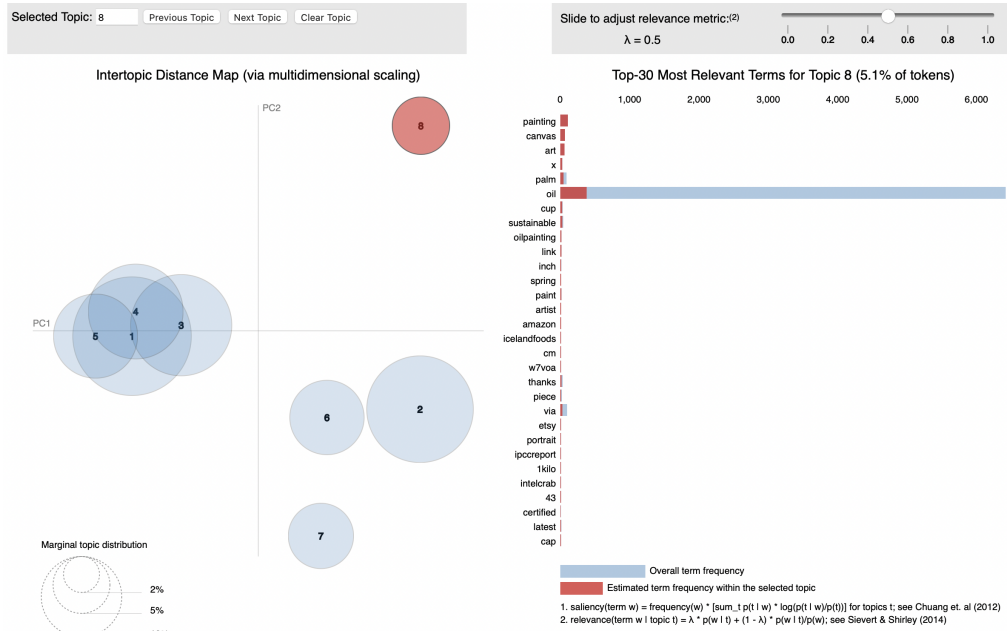 Selected Topic: 8 Previous Topic Next Topic Clear Topic
Slide to adjust relevance metric:(2)
λ = 0.5
0.0 0.2 0.4 0.6 0.8 1.0
Intertopic Distance Map (via multidimensional scaling)
PC2
PC1
8
4
3
5
1
6
2
7
Marginal topic distribution
2%
5%
Top-30 Most Relevant Terms for Topic 8 (5.1% of tokens)
0 1,000 2,000 3,000 4,000 5,000 6,000
painting
canvas
art
x
palm
oil
cup
sustainable
oilpainting
link
inch
spring
paint
artist
amazon
icelandfoods
cm
w7voa
thanks
piece
via
etsy
portrait
ipccreport
1kilo
intelcrab
43
certified
latest
cap
Overall term frequency
Estimated term frequency within the selected topic
1. saliency(term w) = frequency(w) * [sum_t p(t | w) * log(p(t | w)/p(t))] for topics t; see Chuang et. al (2012)
2. relevance(term w | topic t) = λ * p(w | t) + (1 - λ) * p(w | t)/p(w); see Sievert & Shirley (2014)